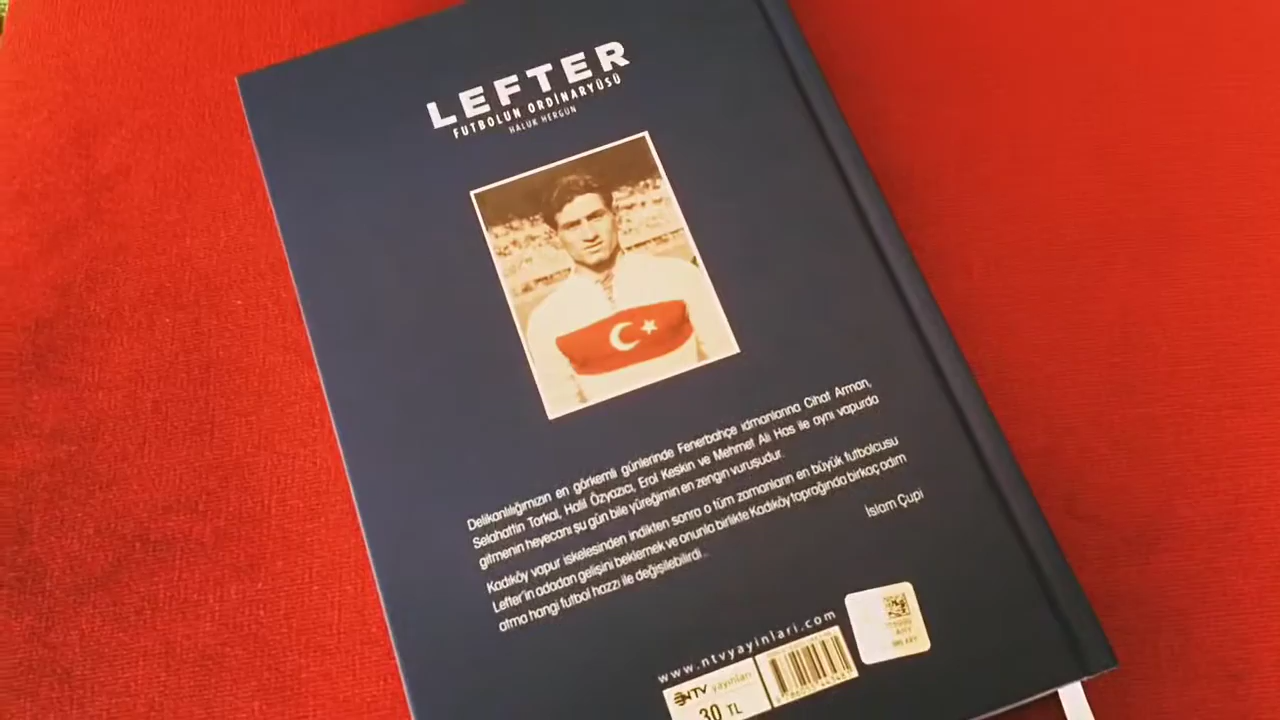 LEFTER
FUTBOLUN ORDİNARYÜSÜ
HALUK HERGÜN
Delikanlılığımızın en görkemli günlerinde Fenerbahçe idmanlarına Cihat Arman,
Selahattin Torkal, Halil Özyazıcı, Erol Keskin ve Mehmet Ali Has ile aynı vapurda
gitmenin heyecanı şu gün bile yüreğimin en zengin vuruşudur.
Kadıköy vapur iskelesinden indikten sonra o tüm zamanların en büyük futbolcusu
Lefter'in adadan gelişini beklemek ve onunla birlikte Kadıköy toprağında birkaç adım
atma hangi futbol hazzı ile değişilebilirdi...
İslam Çupi
www.ntvyayinlari.com
NTV yayınları
30 TL